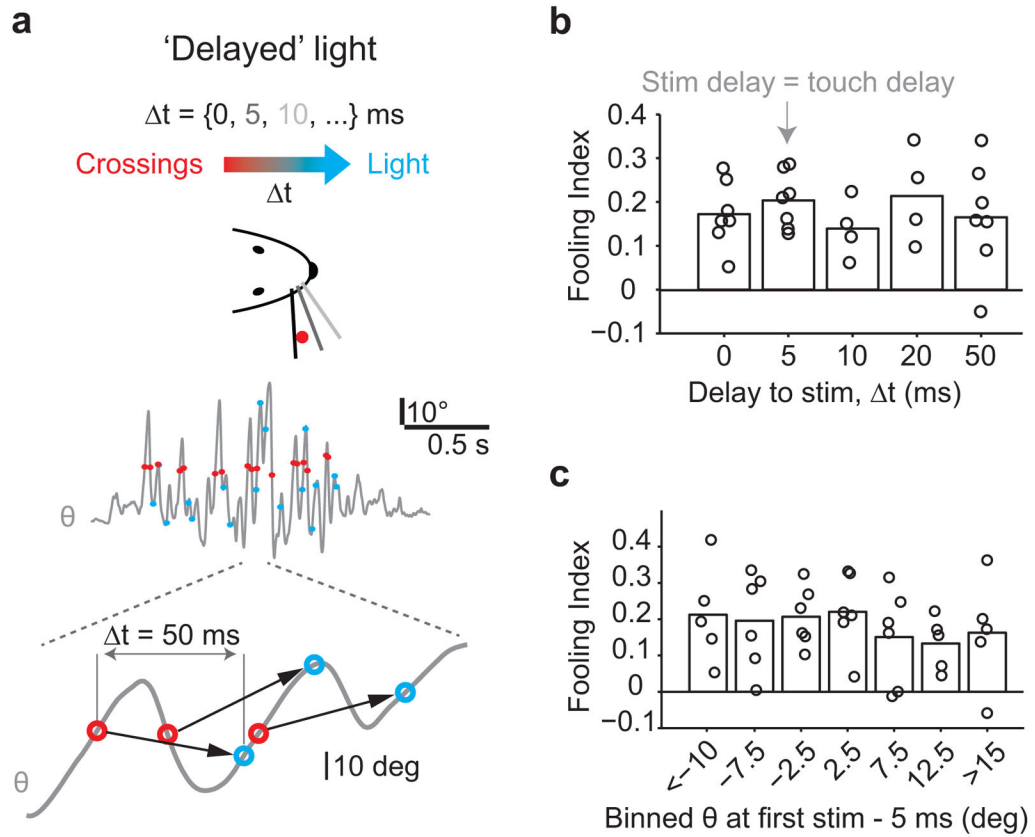 a
‘Delayed’ light
Δt = {0, 5, 10, ...} ms
Crossings
Light
Δt
10°
0.5 s
θ
Δt = 50 ms
10 deg
θ
b
Stim delay = touch delay
Fooling Index
0.3
0.2
0.1
0
−0.1
0
5
10
20
50
Delay to stim, Δt (ms)
c
Fooling Index
0.4
0.3
0.2
0.1
0
−0.1
<−10
−7.5
−2.5
2.5
7.5
12.5
>15
Binned θ at first stim - 5 ms (deg)